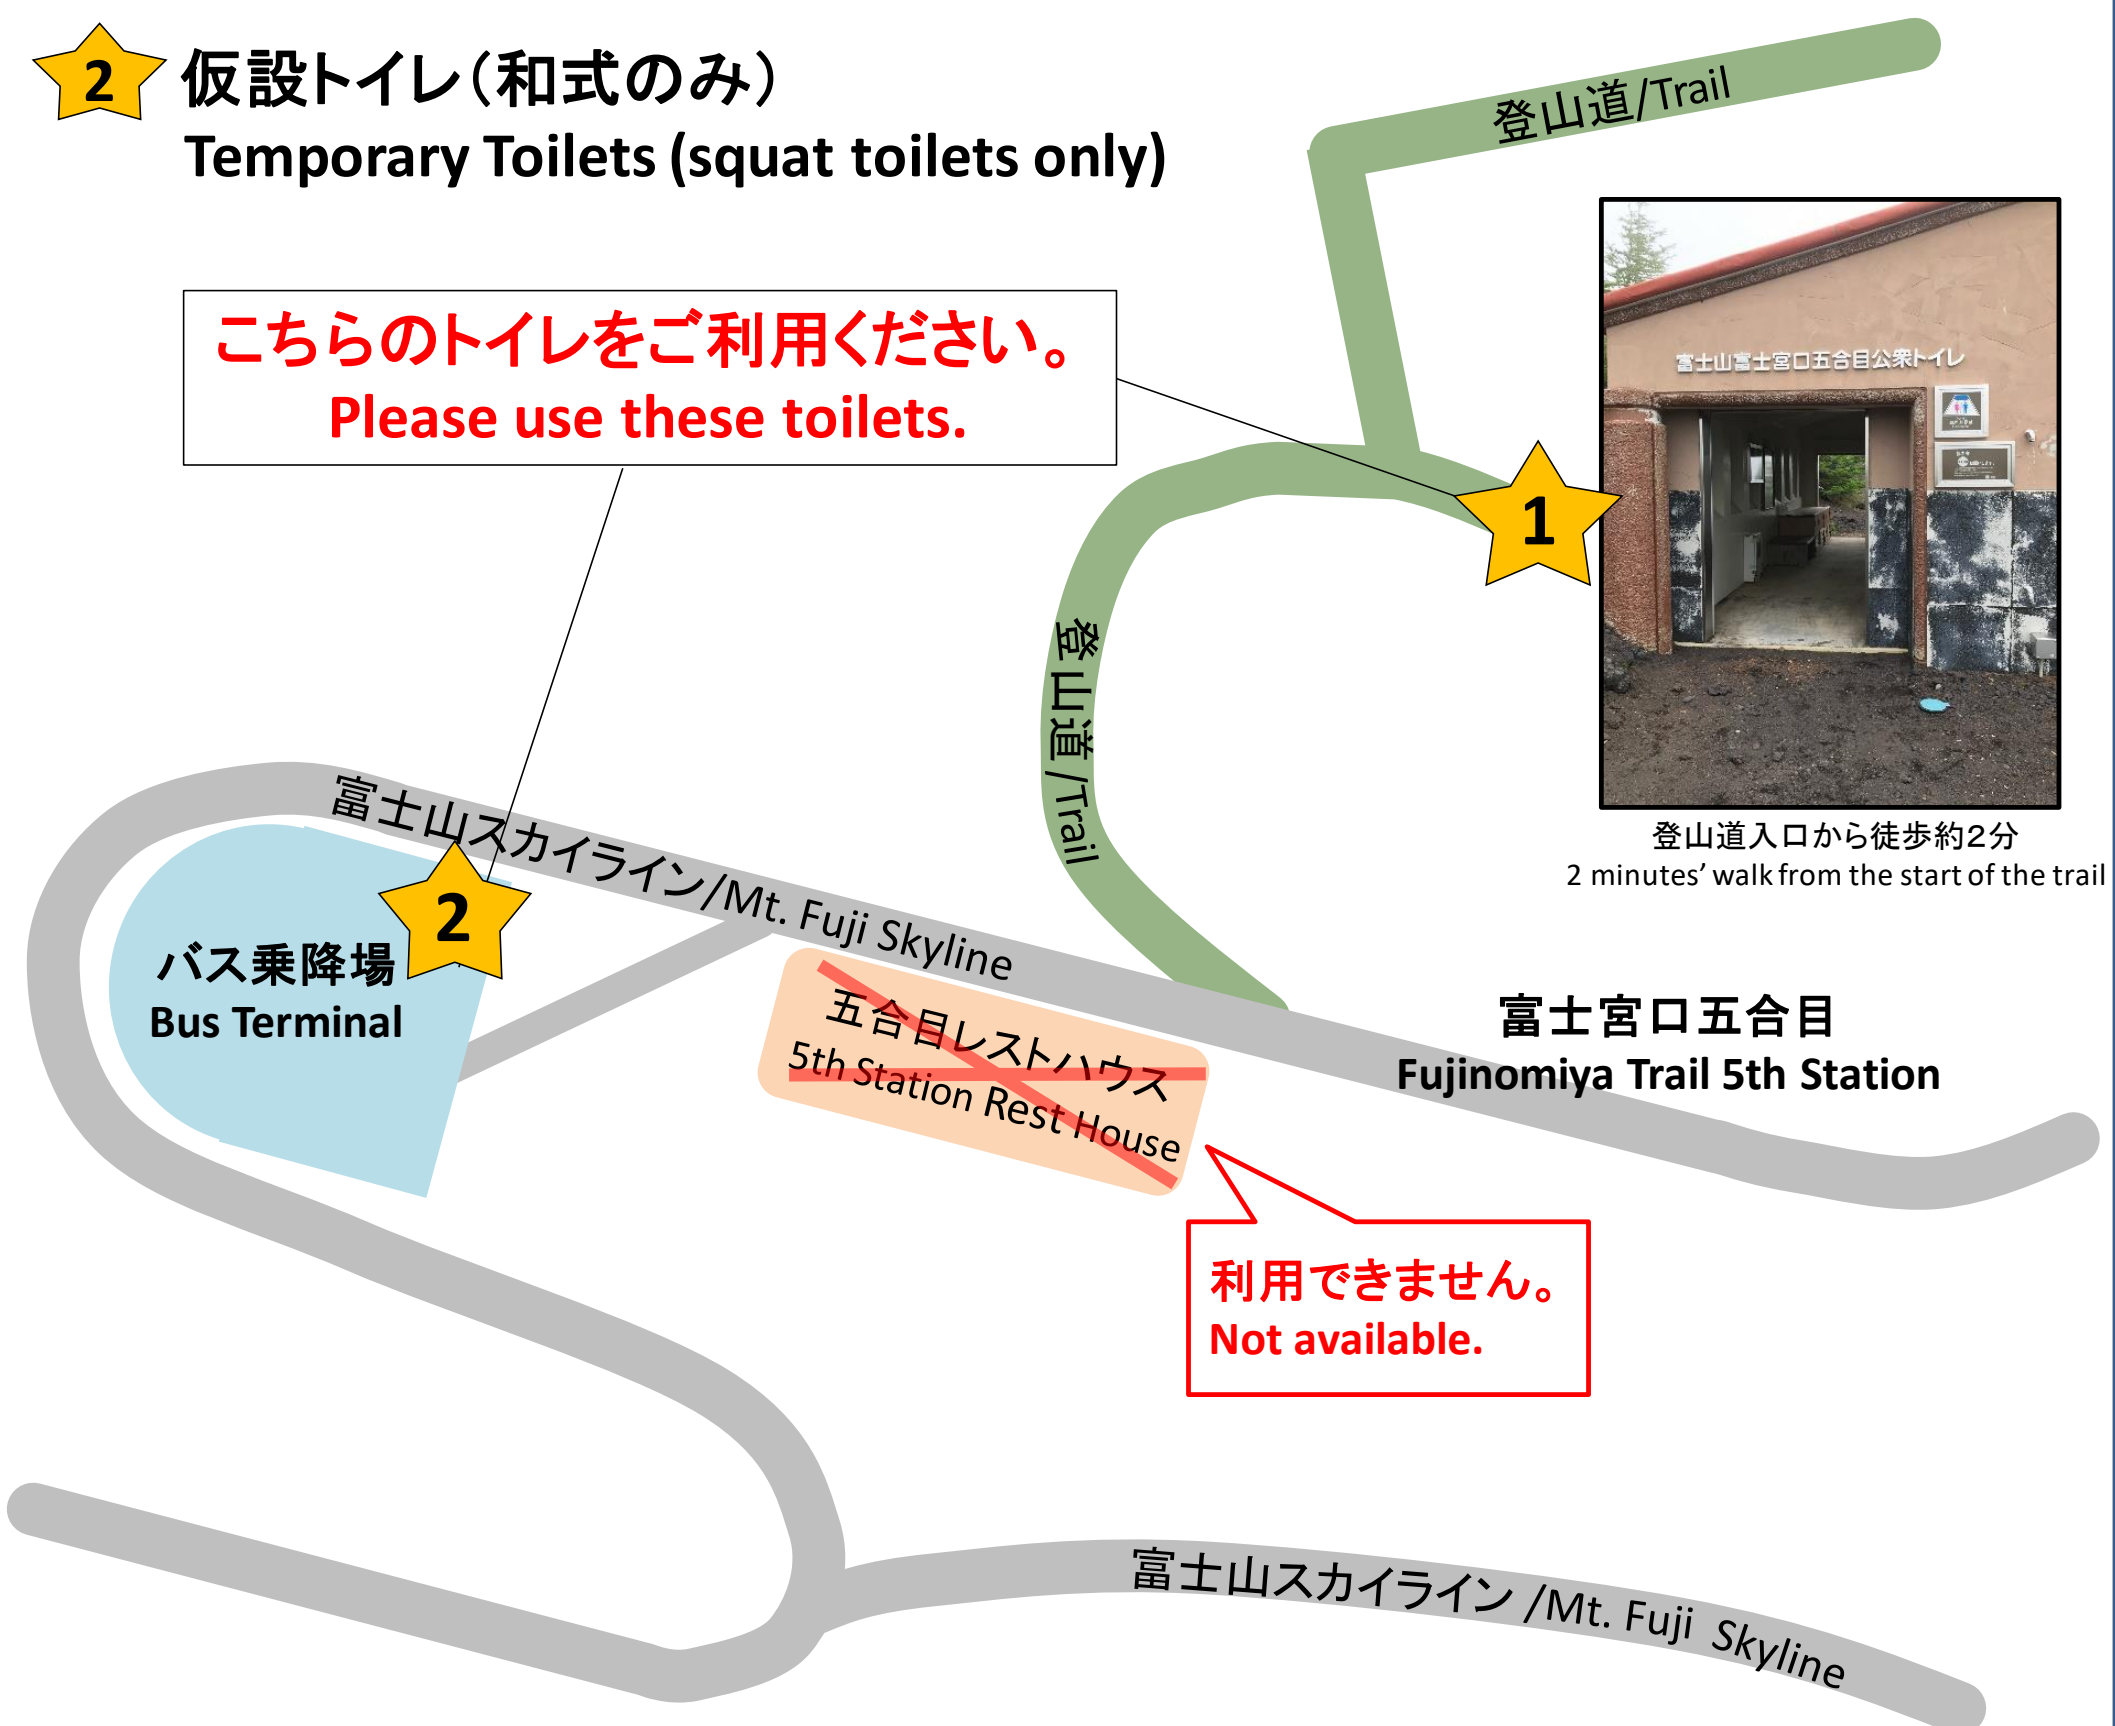 2
仮設トイレ（和式のみ）
Temporary Toilets (squat toilets only)
登山道/Trail
こちらのトイレをご利用ください。
Please use these toilets.
富士山富士宮口五合目公衆トイレ
1
登山道/Trail
登山道入口から徒歩約2分
2 minutes’ walk from the start of the trail
富士山スカイライン/Mt. Fuji Skyline
2
バス乗降場
Bus Terminal
五合目レストハウス
5th Station Rest House
富士宮口五合目
Fujinomiya Trail 5th Station
利用できません。
Not available.
富士山スカイライン /Mt. Fuji Skyline